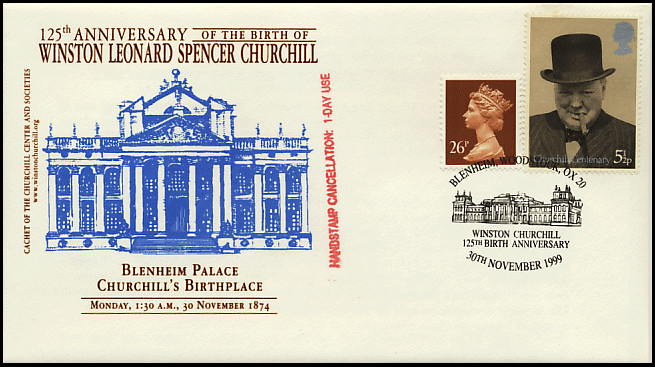 125th ANNIVERSARY OF THE BIRTH OF
WINSTON LEONARD SPENCER CHURCHILL
CACHET OF THE CHURCHILL CENTER AND SOCIETIES
www.winstonchurchill.org
HANDSTAMP CANCELLATION: 1-DAY USE
BLENHEIM PALACE
CHURCHILL'S BIRTHPLACE
MONDAY, 1:30 A.M., 30 NOVEMBER 1874
26P
Churchill Centenary 5½p
BLENHEIM, OX 20
WINSTON CHURCHILL
125TH BIRTH ANNIVERSARY
30TH NOVEMBER 1999